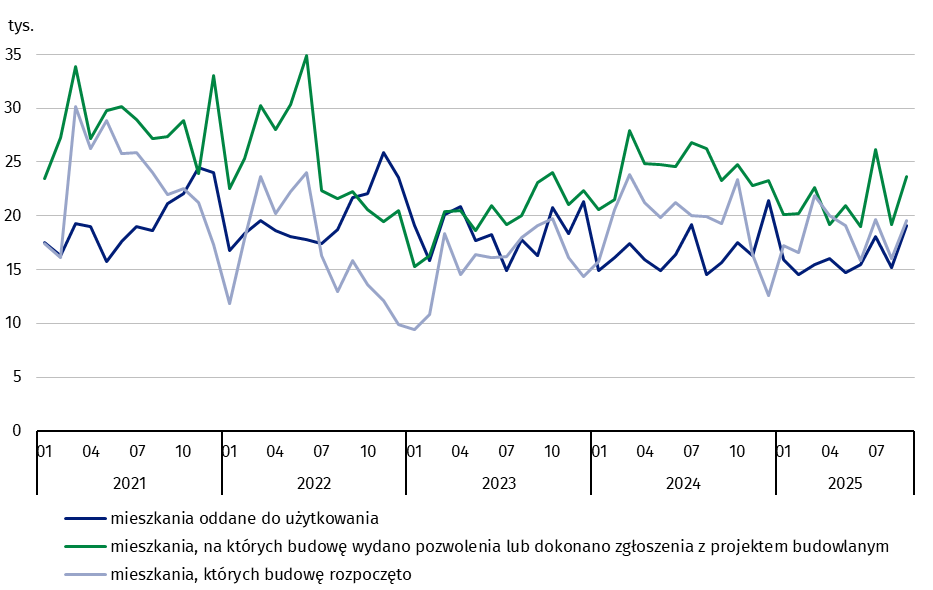 tys.
35
30
25
20
15
10
5
0
01 04 07 10 01 04 07 10 01 04 07 10 01 04 07 10 01 04 07
2021 2022 2023 2024 2025
mieszkania oddane do użytkowania
mieszkania, na których budowę wydano pozwolenia lub dokonano zgłoszenia z projektem budowlanym
mieszkania, których budowę rozpoczęto